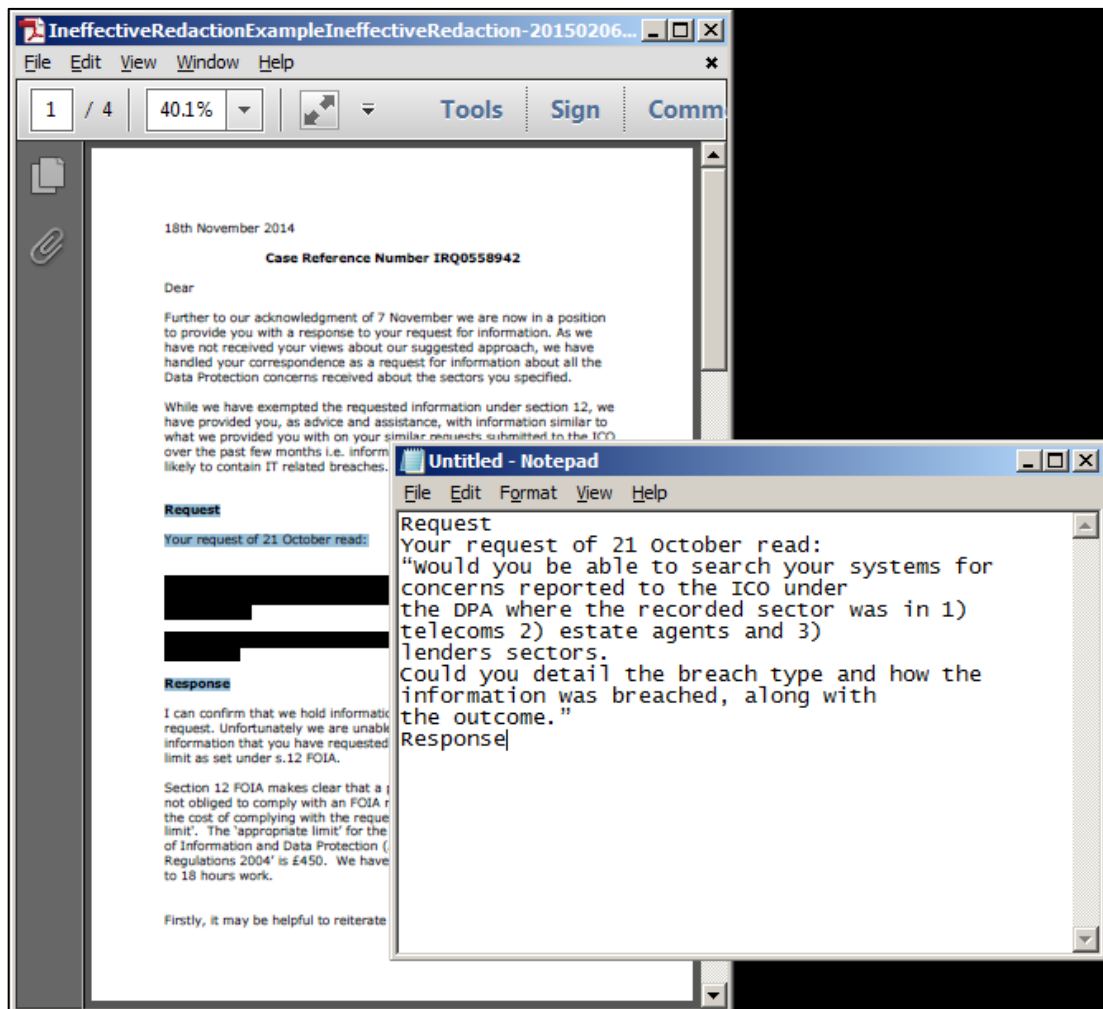 IneffectiveRedactionExampleIneffectiveRedaction-20150206...
File Edit View Window Help
1 / 4 40.1% Tools Sign Comm
18th November 2014
Case Reference Number IRQ0558942
Dear
Further to our acknowledgment of 7 November we are now in a position
to provide you with a response to your request for information. As we
have not received your views about our suggested approach, we have
handled your correspondence as a request for information about all the
Data Protection concerns received about the sectors you specified.
While we have exempted the requested information under section 12, we
have provided you, as advice and assistance, with information similar to
what we provided you with on your similar requests submitted to the ICO
over the past few months i.e. inform
likely to contain IT related breaches.
Request
Your request of 21 October read:
Response
I can confirm that we hold informatio
request. Unfortunately we are unabl
information that you have requested
limit as set under s.12 FOIA.
Section 12 FOIA makes clear that a p
not obliged to comply with an FOIA r
the cost of complying with the reque
limit'. The 'appropriate limit' for the
of Information and Data Protection (
Regulations 2004' is £450. We have
to 18 hours work.
Firstly, it may be helpful to reiterate
Untitled - Notepad
File Edit Format View Help
Request
Your request of 21 October read:
“Would you be able to search your systems for
concerns reported to the ICO under
the DPA where the recorded sector was in 1)
telecoms 2) estate agents and 3)
lenders sectors.
Could you detail the breach type and how the
information was breached, along with
the outcome.”
Response